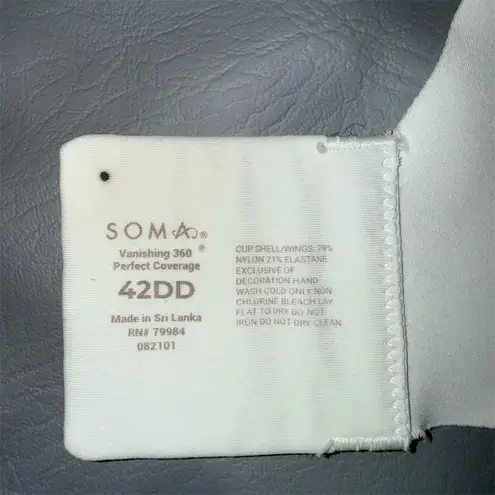 SOMA®
Vanishing 360®
Perfect Coverage
42DD
Made in Sri Lanka
RN# 79984
082101
CUP SHELL/WINGS: 79%
NYLON 21% ELASTANE
EXCLUSIVE OF
DECORATION HAND
WASH COLD ONLY NON-
CHLORINE BLEACH LAY
FLAT TO DRY DO NOT
IRON DO NOT DRY CLEAN